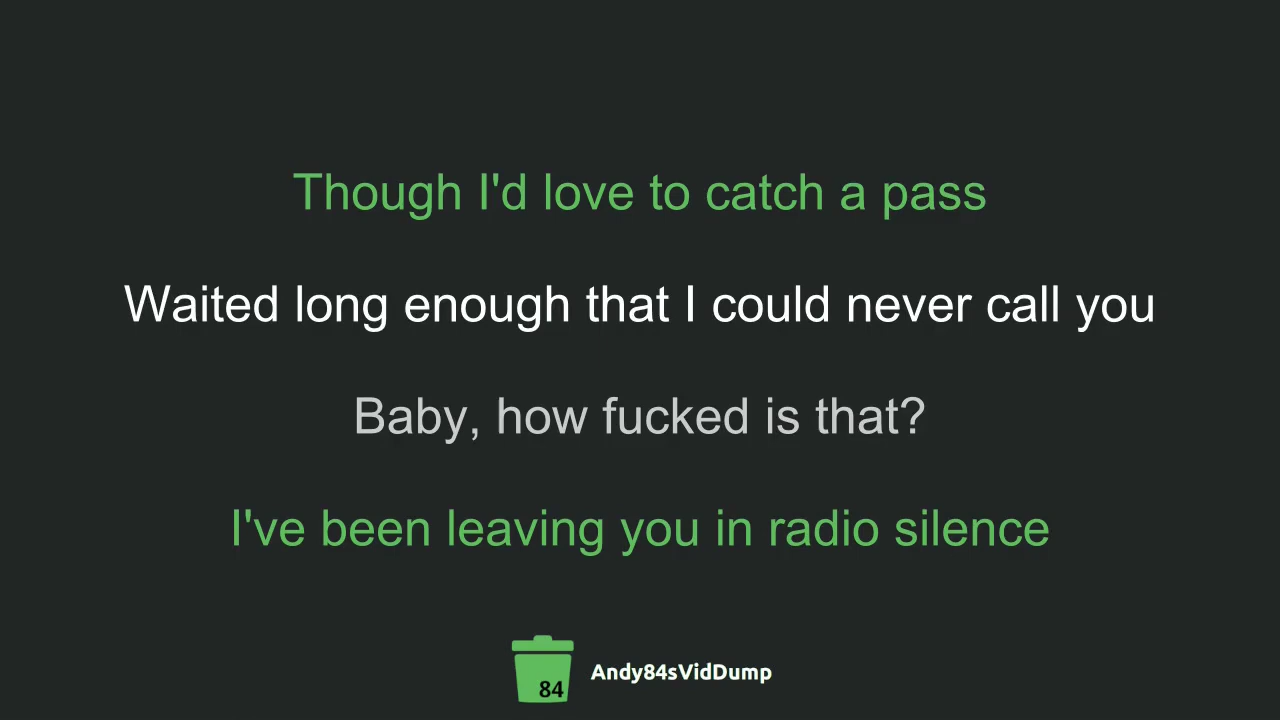 Though I'd love to catch a pass
Waited long enough that I could never call you
Baby, how fucked is that?
I've been leaving you in radio silence
84
Andy84sVidDump